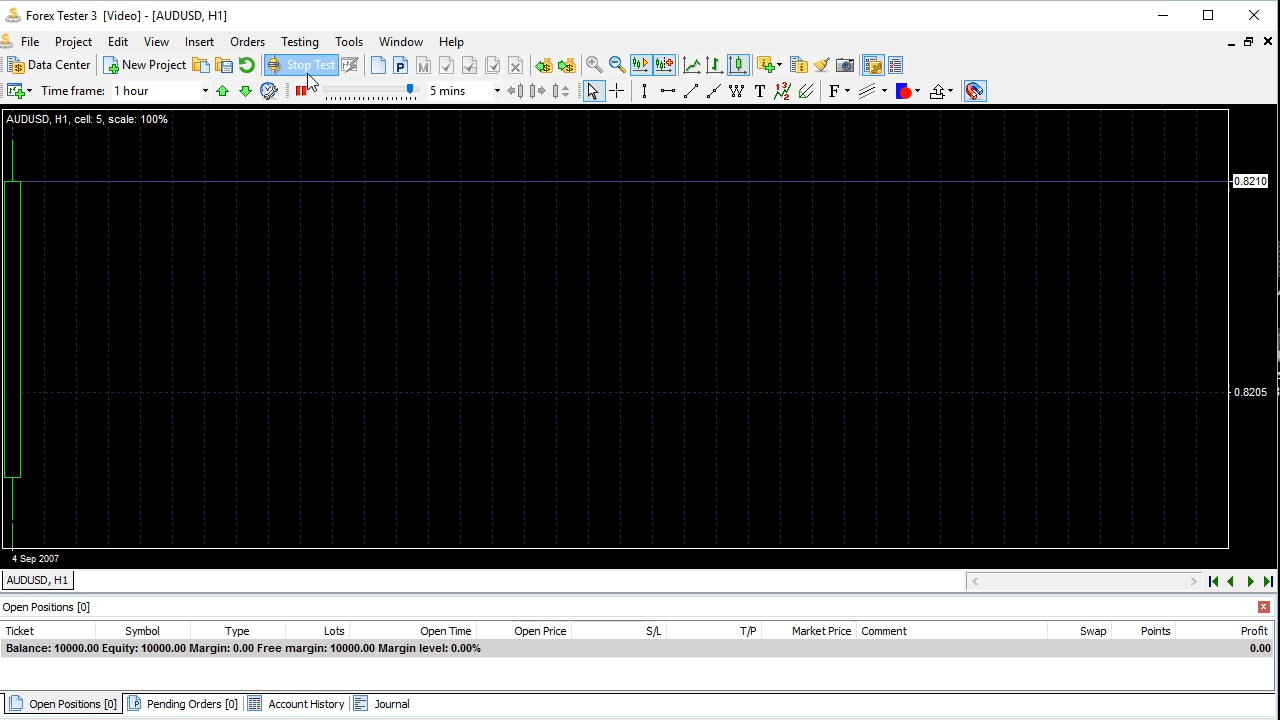 Forex Tester 3 [Video] - [AUDUSD, H1]
File Project Edit View Insert Orders Testing Tools Window Help
Data Center New Project Stop Test
Time frame: 1 hour 5 mins
AUDUSD, H1, cell: 5, scale: 100%
0.8210
0.8205
4 Sep 2007
AUDUSD, H1
Open Positions [0]
Ticket Symbol Type Lots Open Time Open Price S/L T/P Market Price Comment Swap Points Profit
Balance: 10000.00 Equity: 10000.00 Margin: 0.00 Free margin: 10000.00 Margin level: 0.00% 0.00
Open Positions [0] Pending Orders [0] Account History Journal